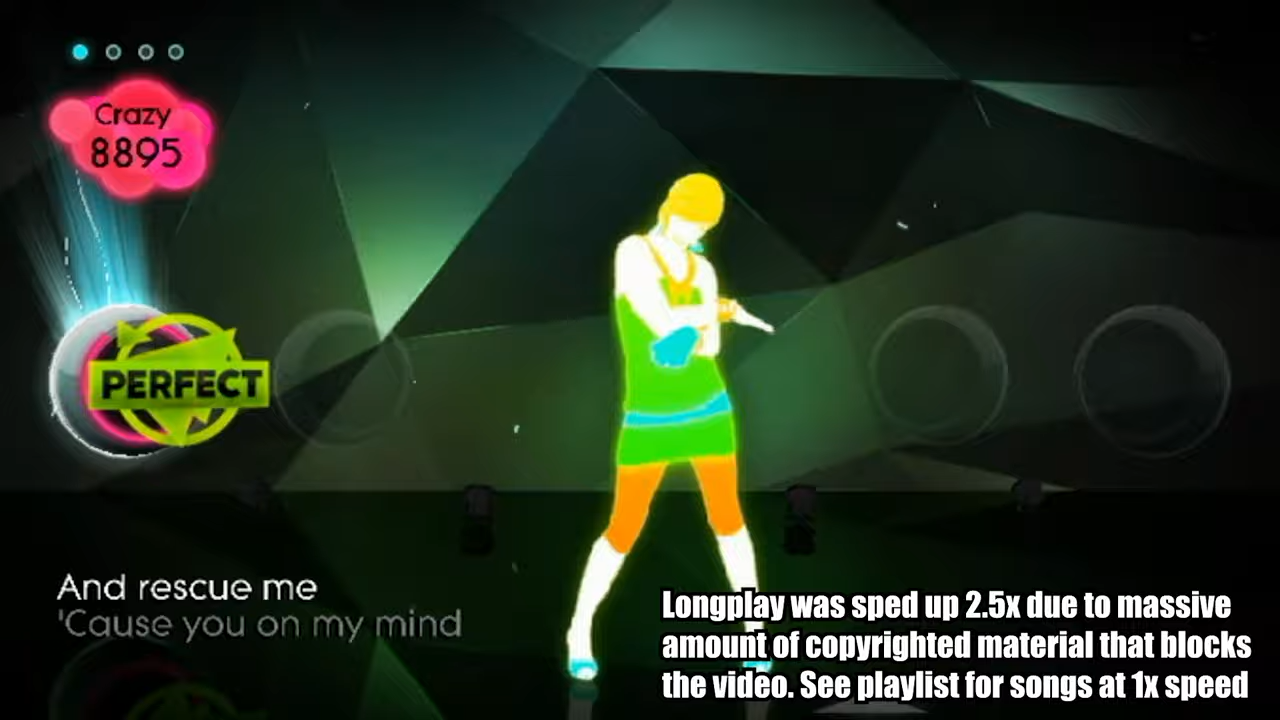 Crazy
8895
PERFECT
And rescue me
'Cause you on my mind
Longplay was sped up 2.5x due to massive
amount of copyrighted material that blocks
the video. See playlist for songs at 1x speed